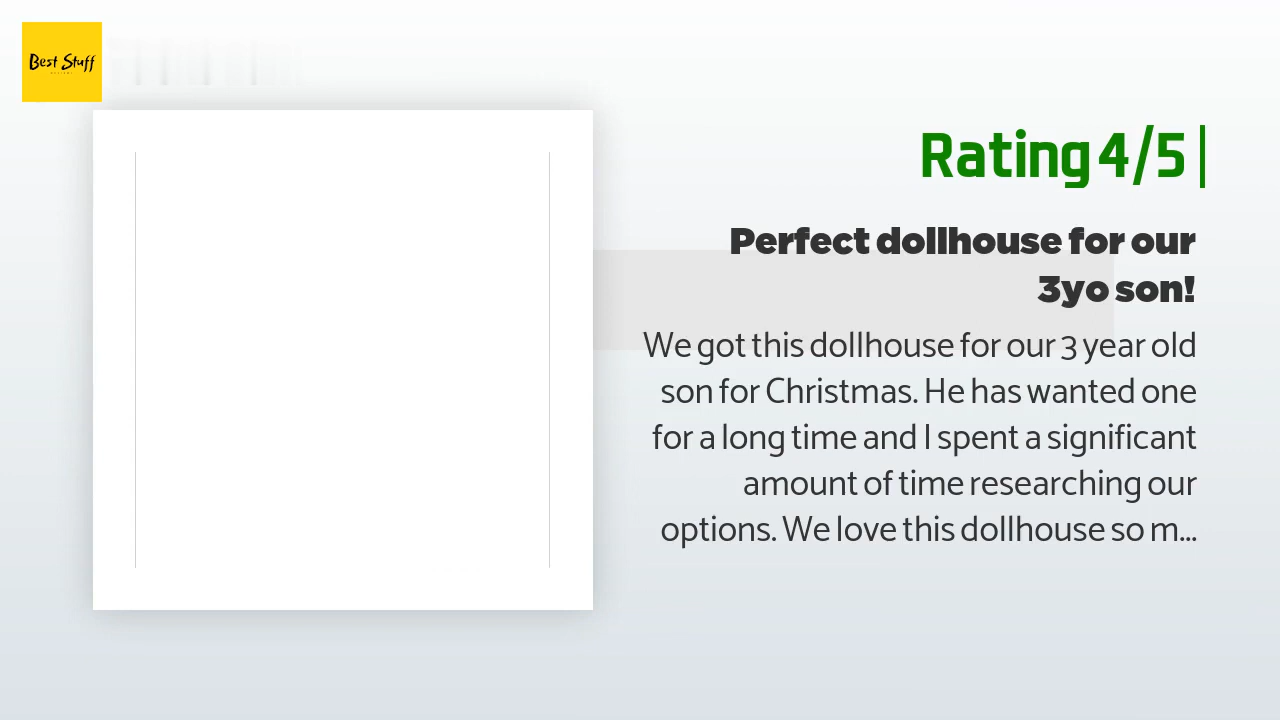 Best Stuff
Rating 4/5
Perfect dollhouse for our
3yo son!
We got this dollhouse for our 3 year old
son for Christmas. He has wanted one
for a long time and I spent a significant
amount of time researching our
options. We love this dollhouse so m...